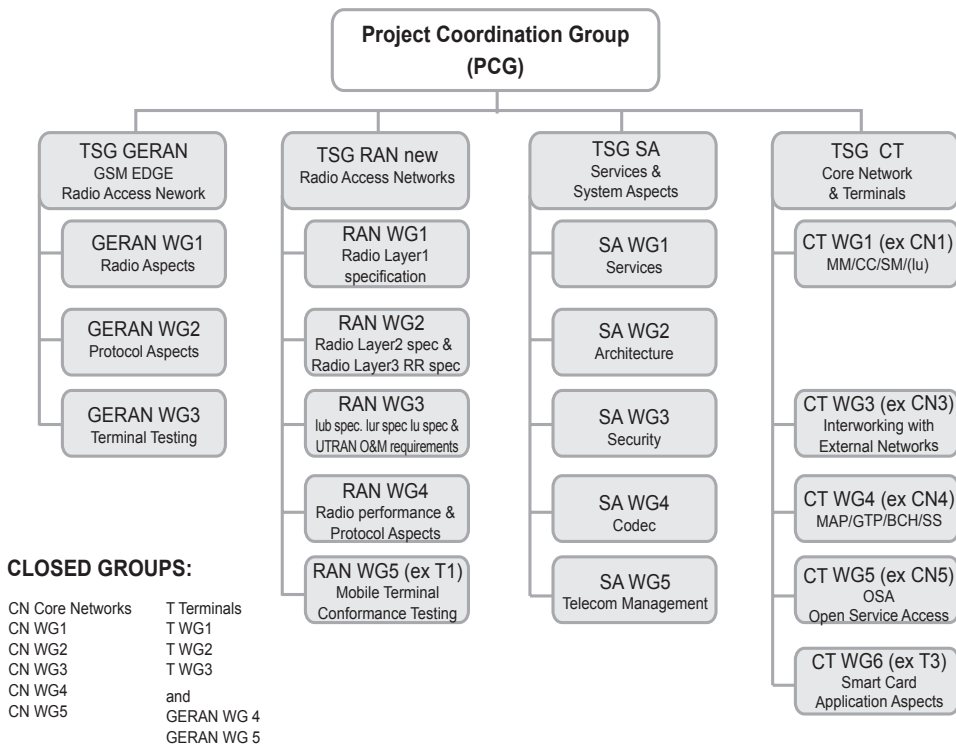 Project Coordination Group
(PCG)
TSG GERAN
GSM EDGE
Radio Access Nework
GERAN WG1
Radio Aspects
GERAN WG2
Protocol Aspects
GERAN WG3
Terminal Testing
TSG RAN new
Radio Access Networks
RAN WG1
Radio Layer1
specification
RAN WG2
Radio Layer2 spec &
Radio Layer3 RR spec
RAN WG3
lub spec. lur spec lu spec &
UTRAN O&M requirements
RAN WG4
Radio performance &
Protocol Aspects
RAN WG5 (ex T1)
Mobile Terminal
Conformance Testing
TSG SA
Services &
System Aspects
SA WG1
Services
SA WG2
Architecture
SA WG3
Security
SA WG4
Codec
SA WG5
Telecom Management
TSG CT
Core Network
& Terminals
CT WG1 (ex CN1)
MM/CC/SM/(lu)
CT WG3 (ex CN3)
Interworking with
External Networks
CT WG4 (ex CN4)
MAP/GTP/BCH/SS
CT WG5 (ex CN5)
OSA
Open Service Access
CT WG6 (ex T3)
Smart Card
Application Aspects
CLOSED GROUPS:
CN Core Networks
CN WG1
CN WG2
CN WG3
CN WG4
CN WG5
T Terminals
T WG1
T WG2
T WG3
and
GERAN WG 4
GERAN WG 5